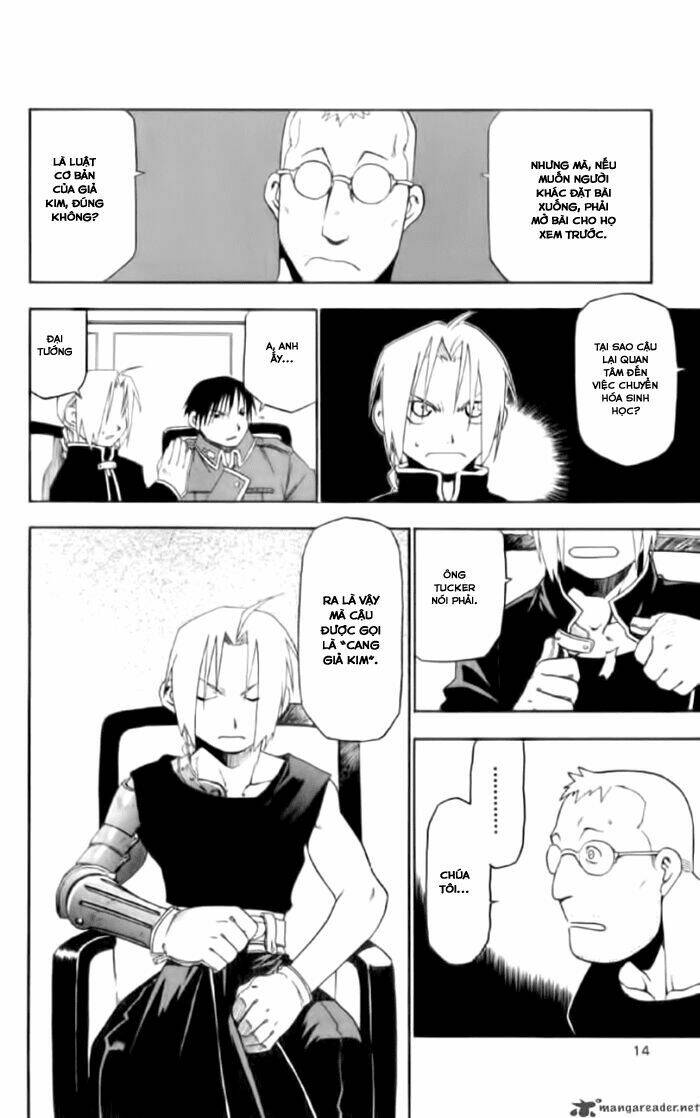 NHƯNG MÀ, NẾU
MUỐN NGƯỜI
KHÁC ĐẶT BÀI
XUỐNG, PHẢI
MỞ BÀI CHO HỌ
XEM TRƯỚC.
LÀ LUẬT
CƠ BẢN
CỦA GIẢ
KIM, ĐÚNG
KHÔNG?
TẠI SAO CẬU
LẠI QUAN
TÂM ĐẾN
VIỆC CHUYỂN
HÓA SINH
HỌC?
A, ANH
ẤY...
ĐẠI
TƯỚNG
ÔNG
TUCKER
NÓI PHẢI.
.........
CHÚA
TÔI...
RA LÀ VẬY
MÀ CẬU
ĐƯỢC GỌI
LÀ "CANG
GIẢ KIM".
14
mangareader.net